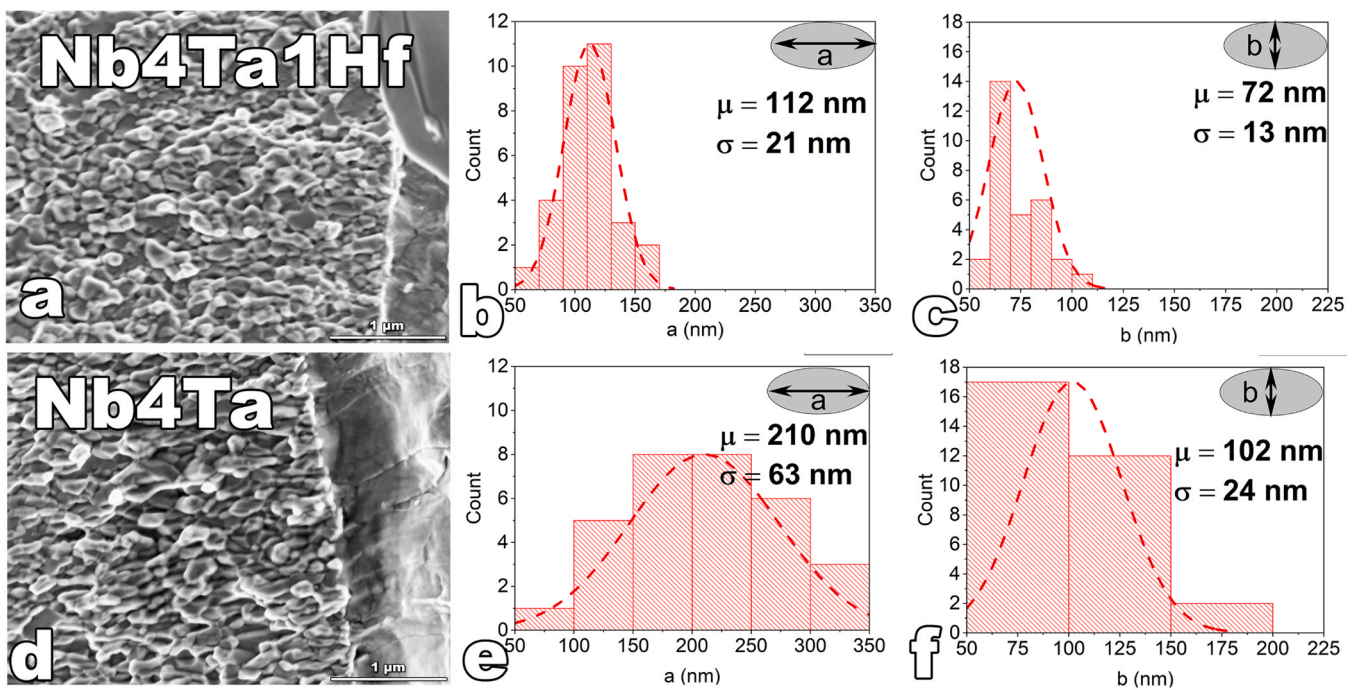 Nb4Ta1Hf
a
1 µm
12
10
8
6
4
2
0
Count
50 100 150 200 250 300 350
a (nm)
a
μ = 112 nm
σ = 21 nm
b
18
16
14
12
10
8
6
4
2
0
Count
50 75 100 125 150 175 200 225
b (nm)
b
μ = 72 nm
σ = 13 nm
c
Nb4Ta
d
1 µm
12
10
8
6
4
2
0
Count
50 100 150 200 250 300 350
a (nm)
a
μ = 210 nm
σ = 63 nm
e
18
16
14
12
10
8
6
4
2
0
Count
50 75 100 125 150 175 200 225
b (nm)
b
μ = 102 nm
σ = 24 nm
f